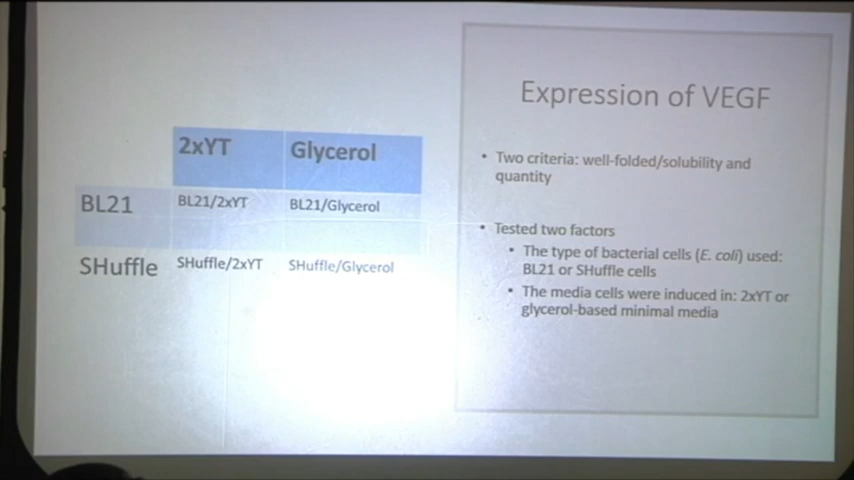 2xYT Glycerol
BL21 BL21/2xYT BL21/Glycerol
SHuffle SHuffle/2xYT SHuffle/Glycerol
Expression of VEGF
• Two criteria: well-folded/solubility and
quantity
• Tested two factors
• The type of bacterial cells (E. coli) used:
BL21 or SHuffle cells
• The media cells were induced in: 2xYT or
glycerol-based minimal media